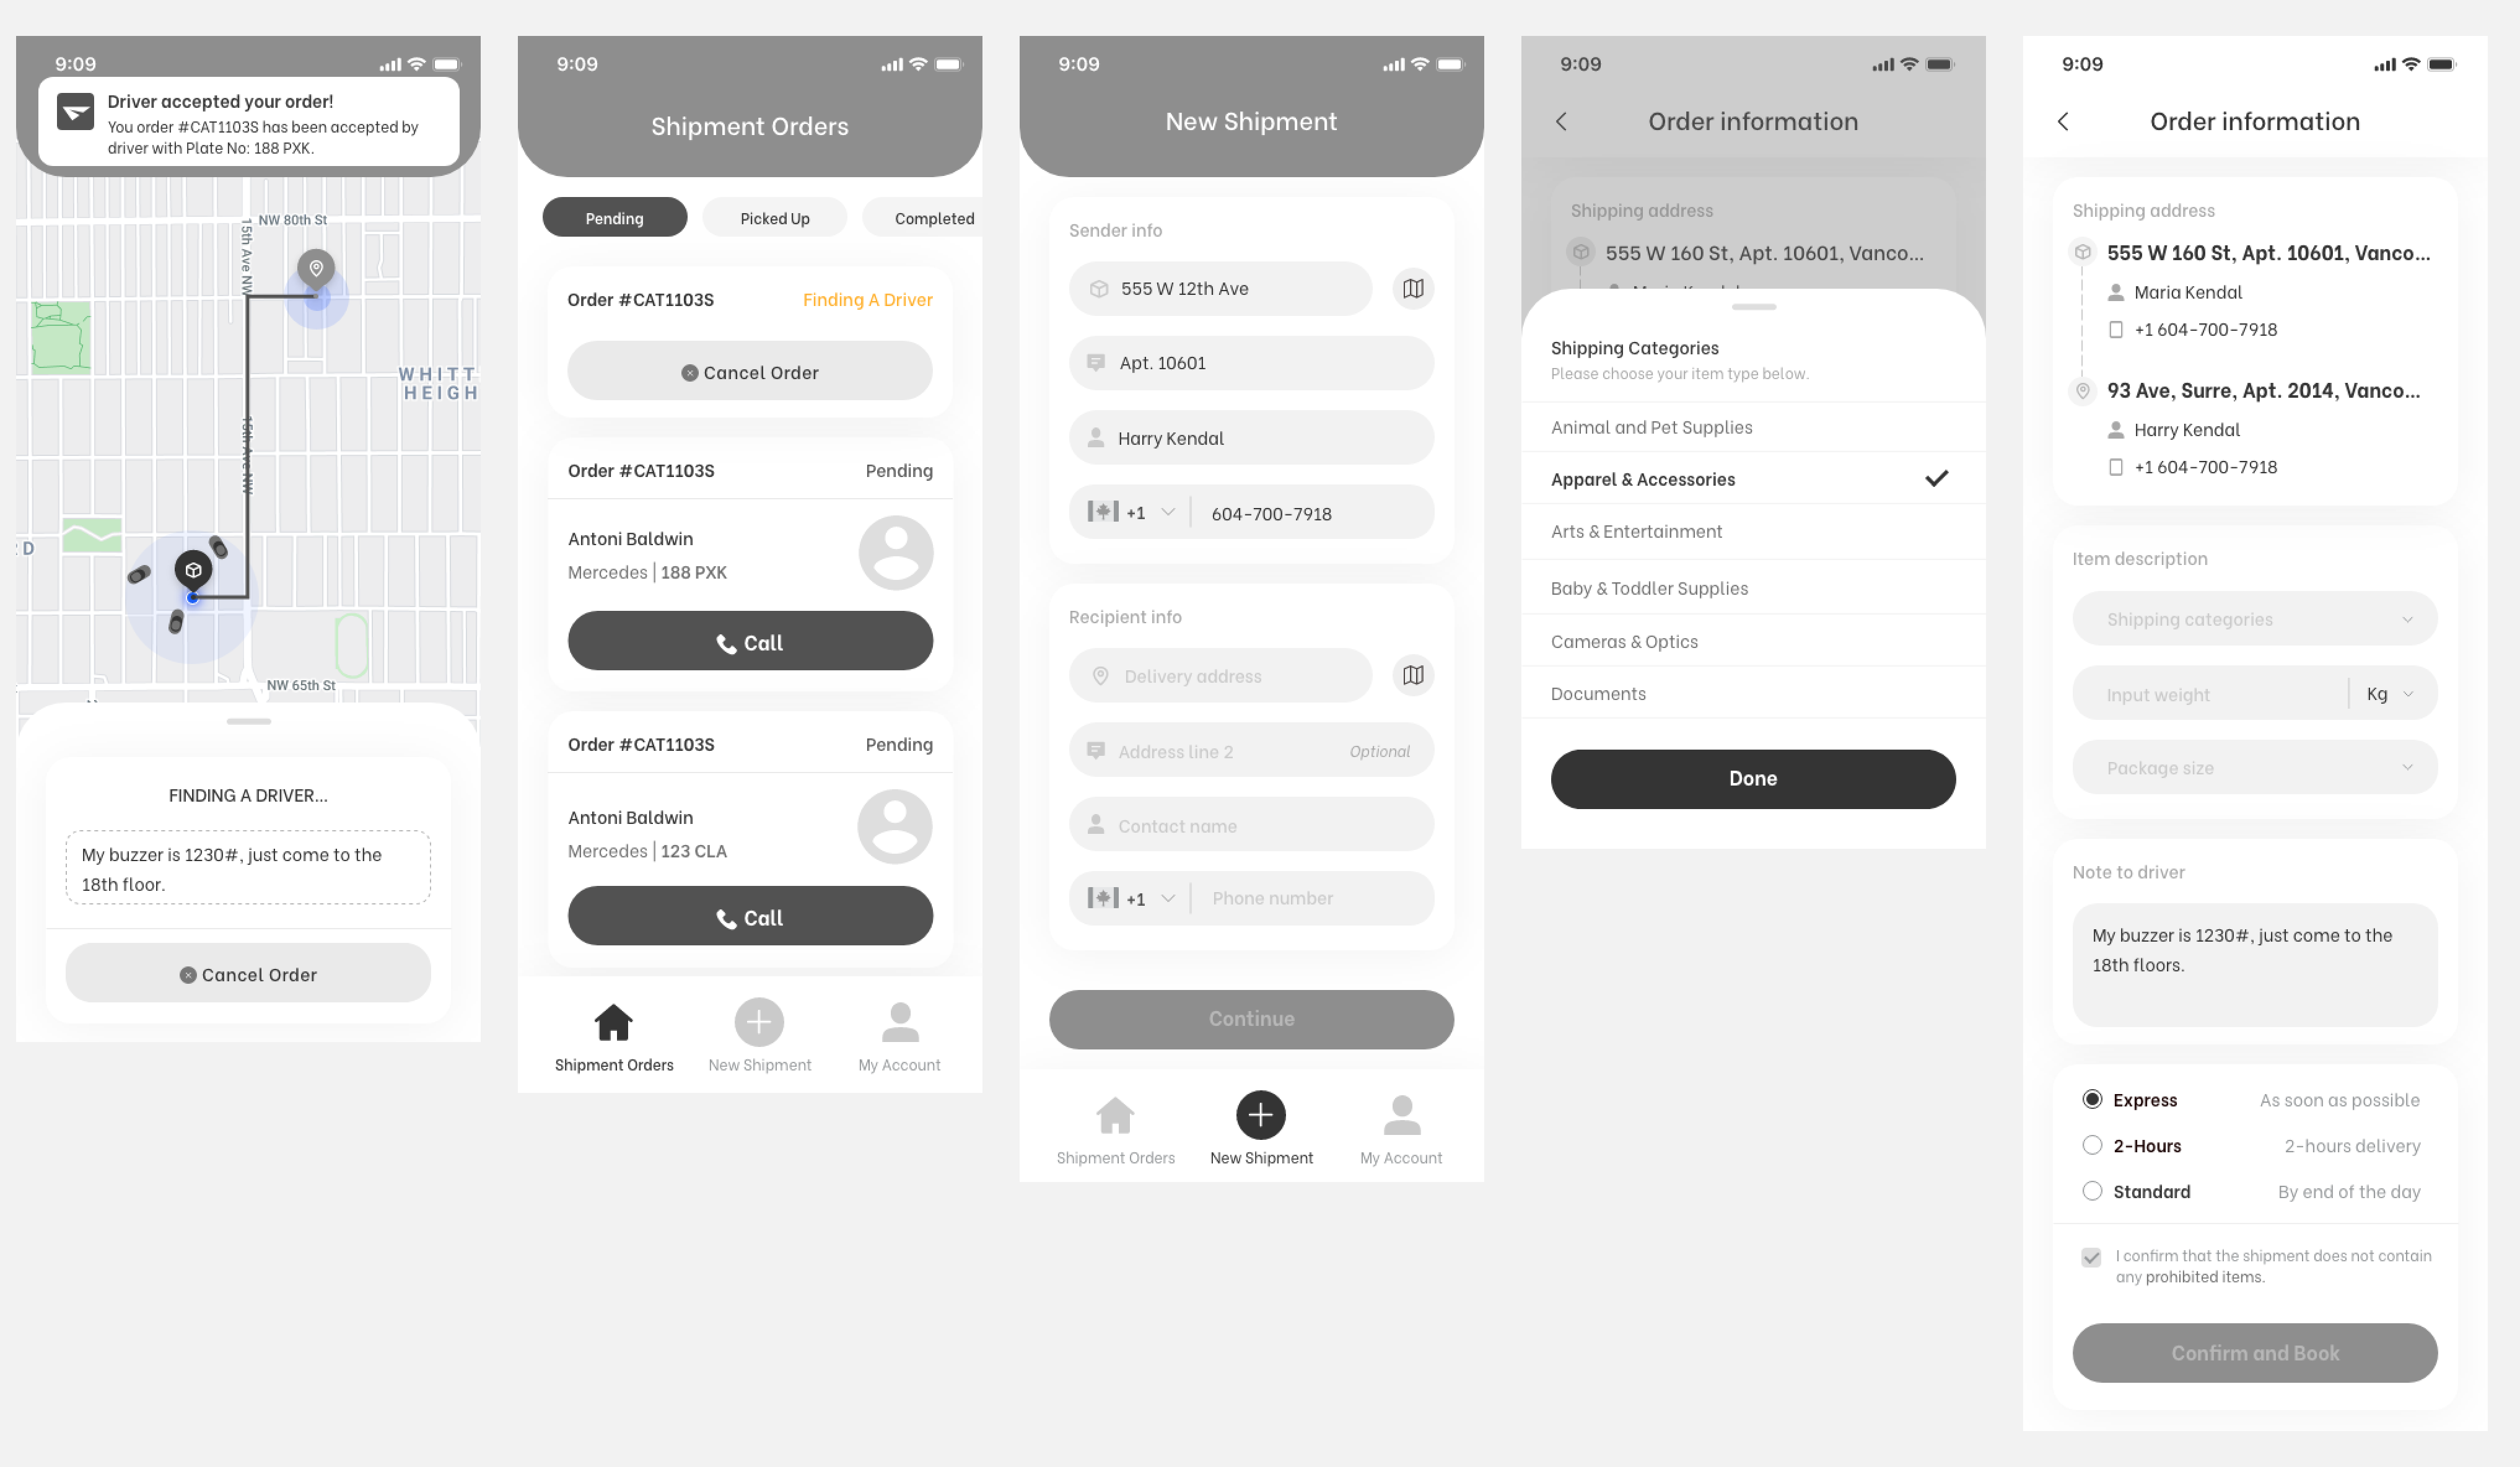 9:09
Driver accepted your order!
You order #CAT1103S has been accepted by
driver with Plate No: 188 PXK.
NW 80th St
15th Ave NW
WHITT
HEIGH
15th Ave NW
D
NW 65th St
FINDING A DRIVER...
My buzzer is 1230#, just come to the
18th floor.
Cancel Order
9:09
Shipment Orders
Pending
Picked Up
Completed
Order #CAT1103S
Finding A Driver
Cancel Order
Order #CAT1103S
Pending
Antoni Baldwin
Mercedes | 188 PXK
Call
Order #CAT1103S
Pending
Antoni Baldwin
Mercedes | 123 CLA
Call
Shipment Orders
New Shipment
My Account
9:09
New Shipment
Sender info
555 W 12th Ave
Apt. 10601
Harry Kendal
+1
604-700-7918
Recipient info
Delivery address
Address line 2
Optional
Contact name
+1
Phone number
Continue
Shipment Orders
New Shipment
My Account
9:09
Order information
Shipping address
555 W 160 St, Apt. 10601, Vanco...
Shipping Categories
Please choose your item type below.
Animal and Pet Supplies
Apparel & Accessories
Arts & Entertainment
Baby & Toddler Supplies
Cameras & Optics
Documents
Done
9:09
Order information
Shipping address
555 W 160 St, Apt. 10601, Vanco...
Maria Kendal
+1 604-700-7918
93 Ave, Surre, Apt. 2014, Vanco...
Harry Kendal
+1 604-700-7918
Item description
Shipping categories
Input weight
Kg
Package size
Note to driver
My buzzer is 1230#, just come to the
18th floors.
Express
As soon as possible
2-Hours
2-hours delivery
Standard
By end of the day
I confirm that the shipment does not contain
any prohibited items.
Confirm and Book